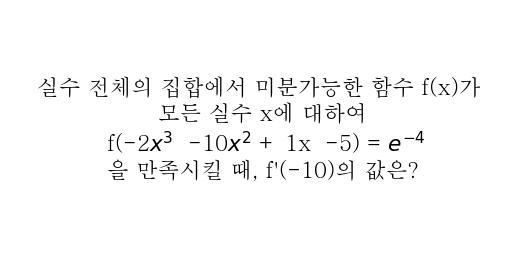 실수 전체의 집합에서 미분가능한 함수 f(x)가
모든 실수 x에 대하여
f(-2x³ -10x² + 1x -5) = e⁻⁴
을 만족시킬 때, f'(-10)의 값은?